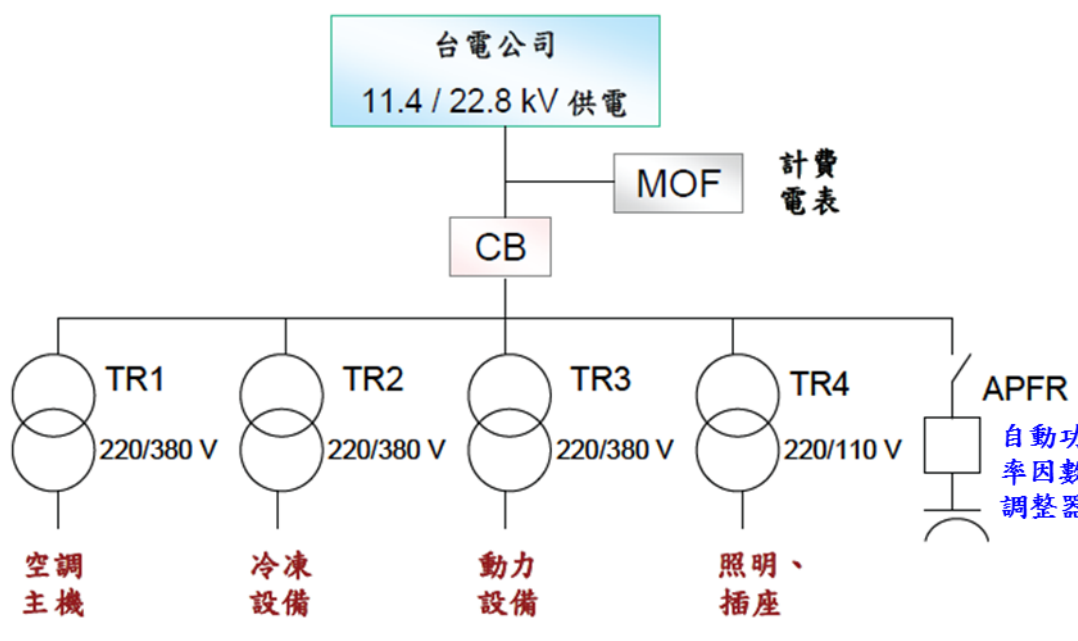 台電公司
11.4 / 22.8 kV 供電
MOF
計費
電表
CB
TR1
220/380 V
TR2
220/380 V
TR3
220/380 V
TR4
220/110 V
APFR
自動功
率因數
調整器
空調
主機
冷凍
設備
動力
設備
照明、
插座